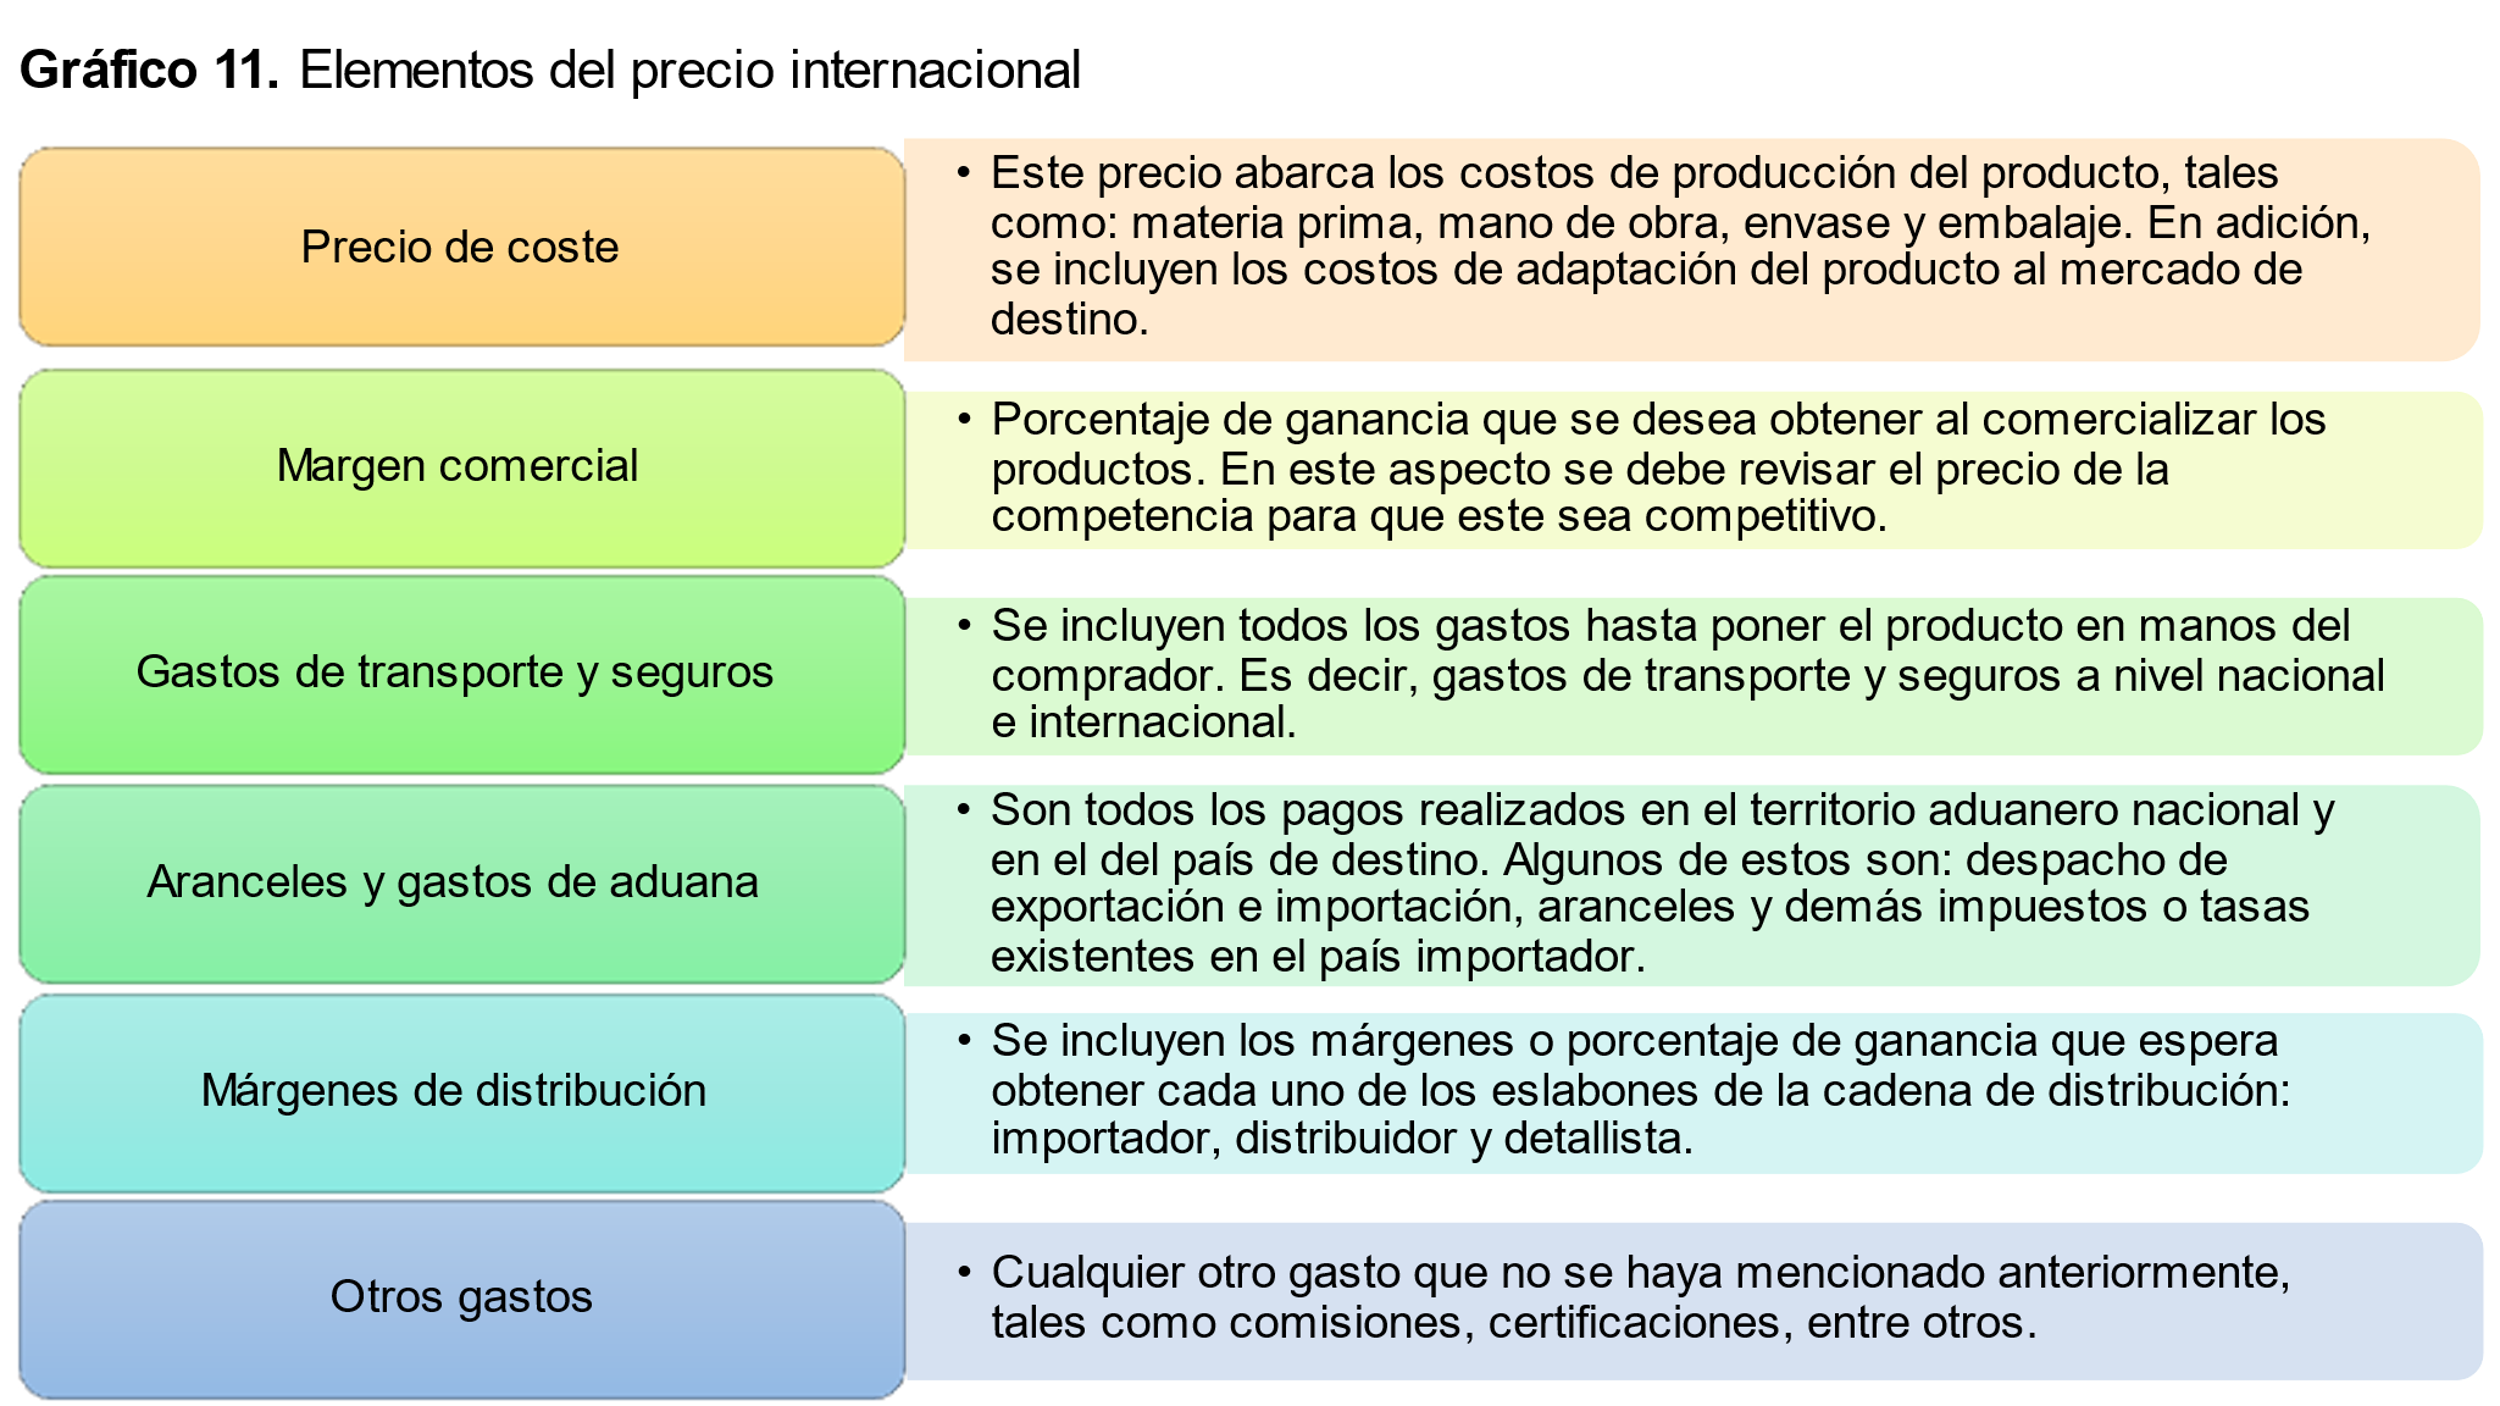 Gráfico 11. Elementos del precio internacional
Precio de coste
• Este precio abarca los costos de producción del producto, tales
como: materia prima, mano de obra, envase y embalaje. En adición,
se incluyen los costos de adaptación del producto al mercado de
destino.
Margen comercial
• Porcentaje de ganancia que se desea obtener al comercializar los
productos. En este aspecto se debe revisar el precio de la
competencia para que este sea competitivo.
Gastos de transporte y seguros
• Se incluyen todos los gastos hasta poner el producto en manos del
comprador. Es decir, gastos de transporte y seguros a nivel nacional
e internacional.
Aranceles y gastos de aduana
• Son todos los pagos realizados en el territorio aduanero nacional y
en el del país de destino. Algunos de estos son: despacho de
exportación e importación, aranceles y demás impuestos o tasas
existentes en el país importador.
Márgenes de distribución
• Se incluyen los márgenes o porcentaje de ganancia que espera
obtener cada uno de los eslabones de la cadena de distribución:
importador, distribuidor y detallista.
Otros gastos
• Cualquier otro gasto que no se haya mencionado anteriormente,
tales como comisiones, certificaciones, entre otros.